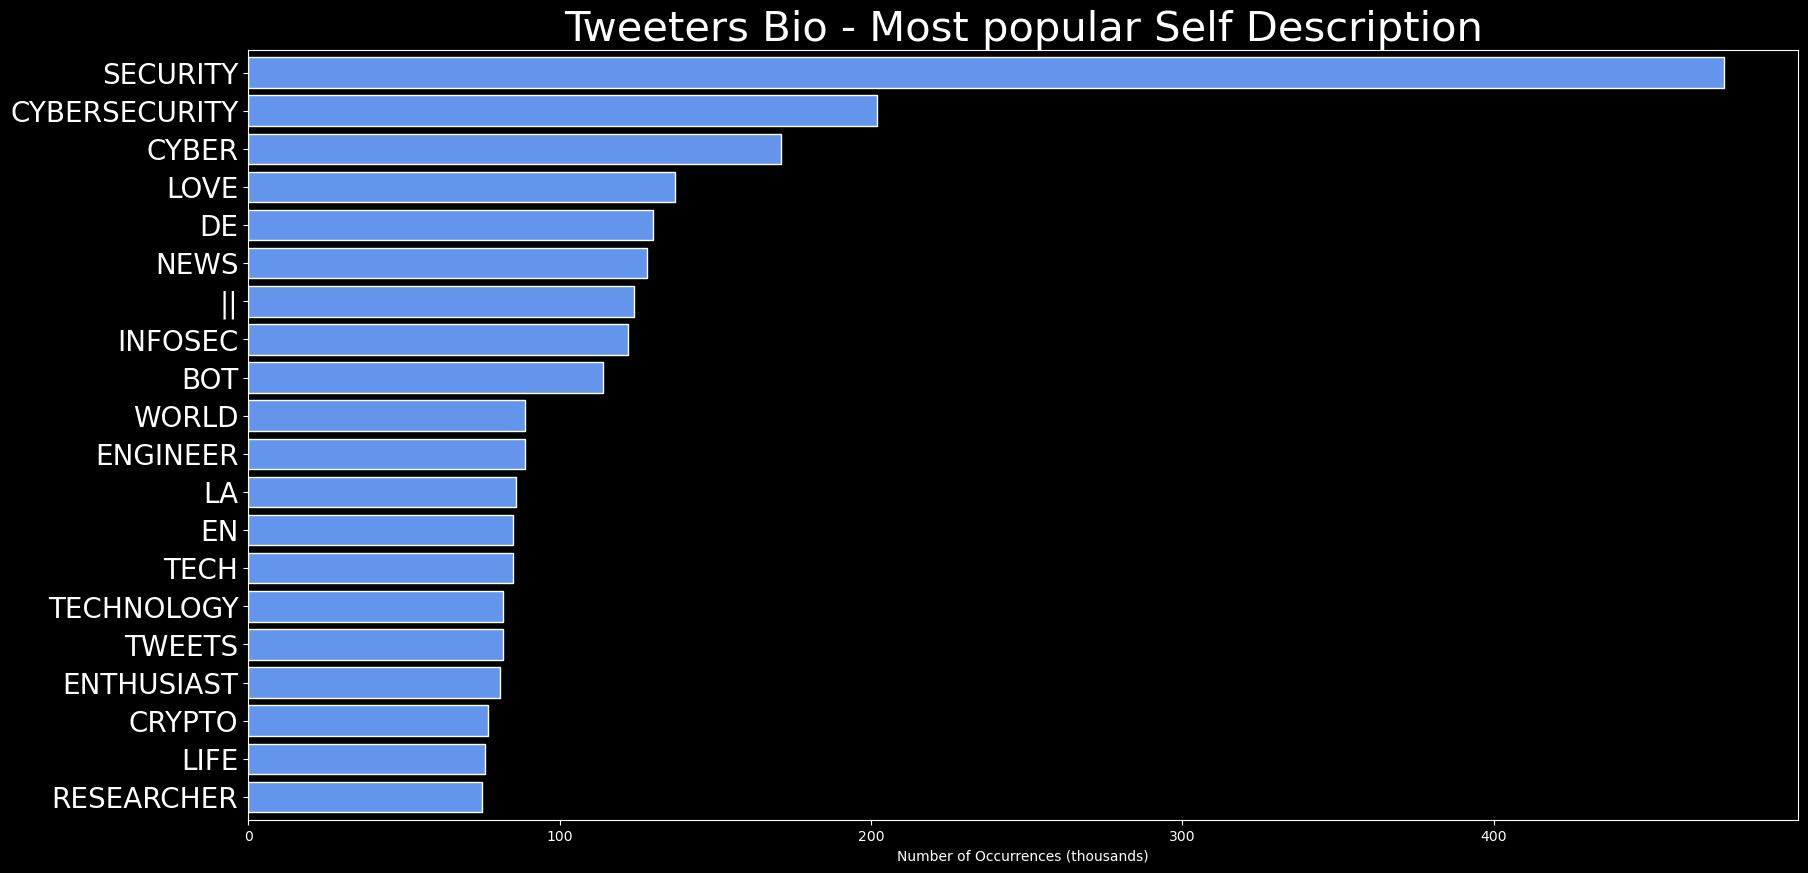 Tweeters Bio - Most popular Self Description
SECURITY
CYBERSECURITY
CYBER
LOVE
DE
NEWS
||
INFOSEC
BOT
WORLD
ENGINEER
LA
EN
TECH
TECHNOLOGY
TWEETS
ENTHUSIAST
CRYPTO
LIFE
RESEARCHER
0 100 200 300 400
Number of Occurrences (thousands)